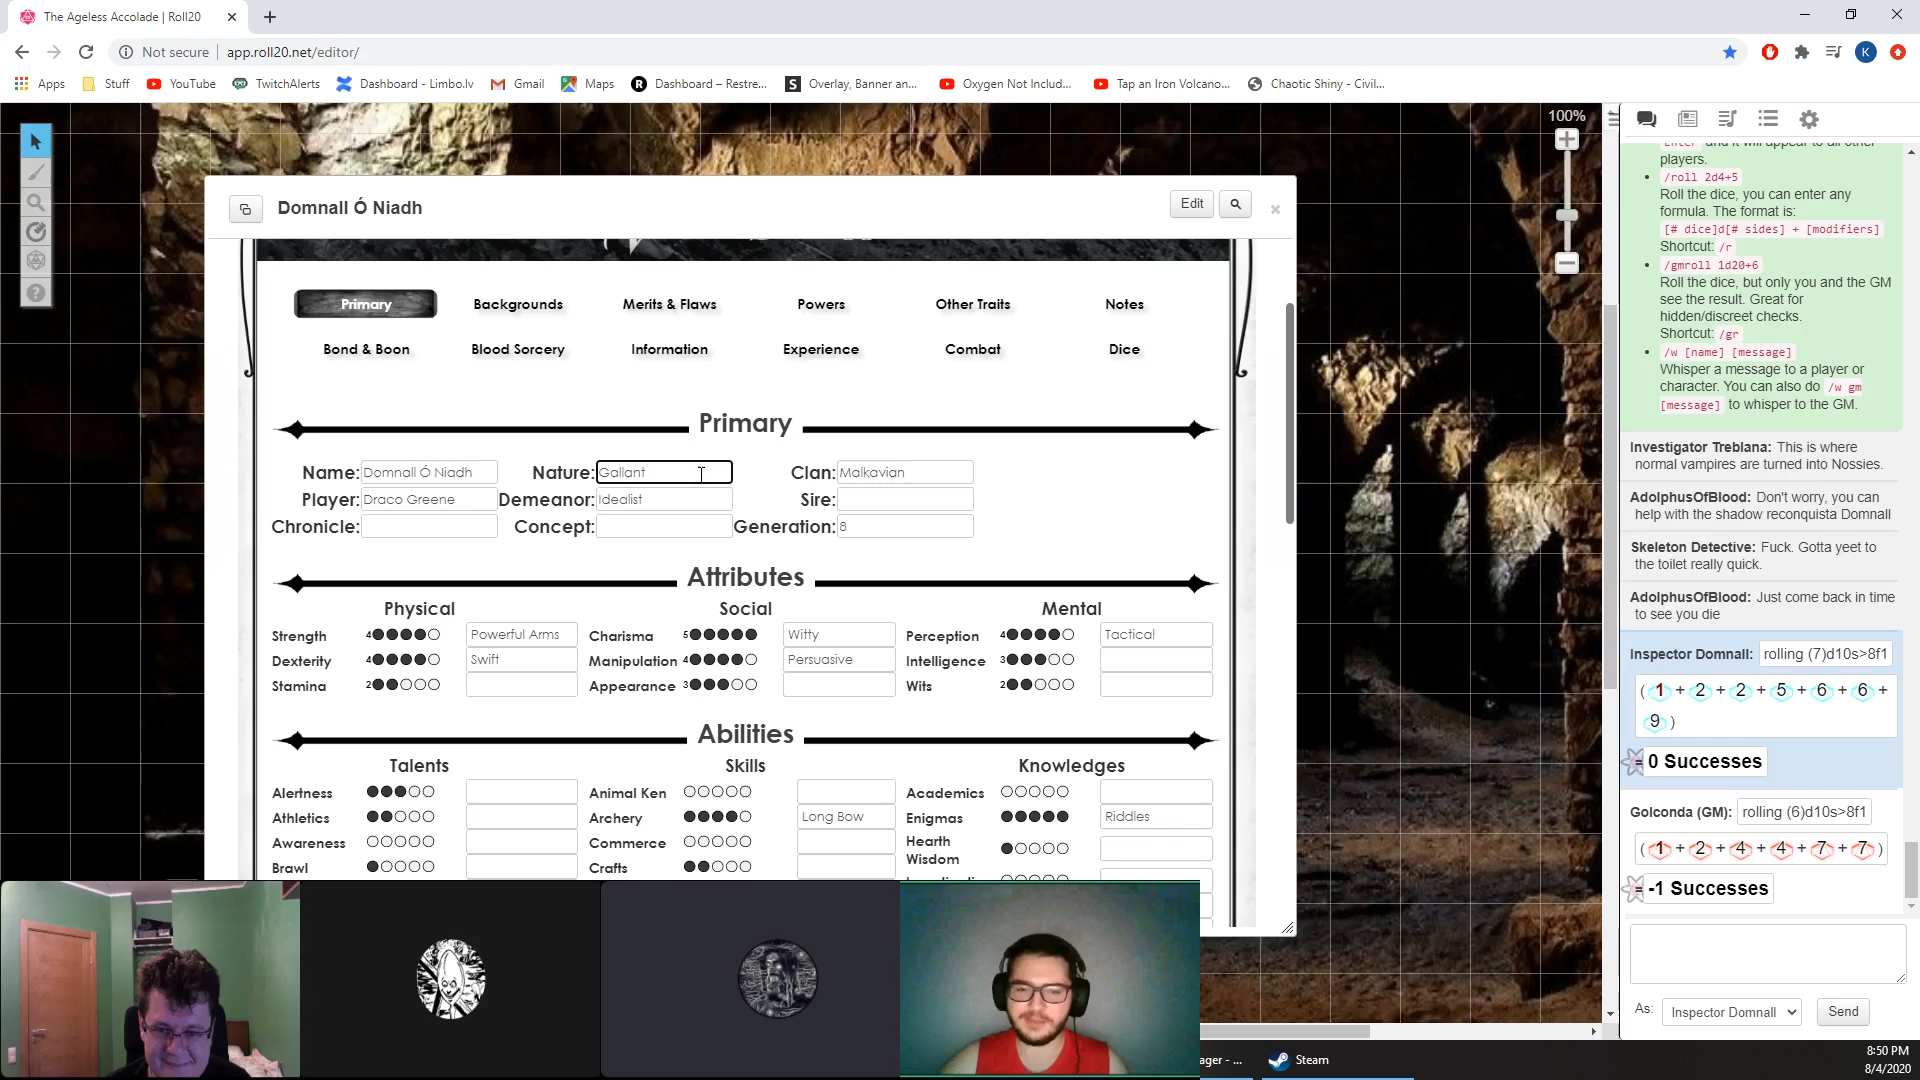 The Ageless Accolade | Roll20
Not secure
app.roll20.net/editor/
K
Apps
Stuff
YouTube
TwitchAlerts
Dashboard - Limbo.lv
Gmail
Maps
Dashboard – Restre...
Overlay, Banner an...
Oxygen Not Includ...
Tap an Iron Volcano...
Chaotic Shiny - Civil...
100%
Domnall Ó Niadh
Edit
Primary Backgrounds Merits & Flaws Powers Other Traits Notes
Bond & Boon Blood Sorcery Information Experience Combat Dice
Primary
Name: Domnall Ó Niadh Nature: Gallant Clan: Malkavian
Player: Draco Greene Demeanor: Idealist Sire:
Chronicle: Concept: Generation: 8
Attributes
Physical Social Mental
Strength 4 Powerful Arms Charisma 5 Witty Perception 4 Tactical
Dexterity 4 Swift Manipulation 4 Persuasive Intelligence 3
Stamina 2 Appearance 3 Wits 2
Abilities
Talents Skills Knowledges
Alertness Animal Ken Academics
Athletics Archery Long Bow Enigmas Riddles
Awareness Commerce Hearth
Wisdom
Brawl Crafts
players.
/roll 2d4+5
Roll the dice, you can enter any
formula. The format is:
[# dice]d[# sides] + [modifiers]
Shortcut: /r
/gmroll 1d20+6
Roll the dice, but only you and the GM
see the result. Great for
hidden/discreet checks.
Shortcut: /gr
/w [name] [message]
Whisper a message to a player or
character. You can also do /w gm
[message] to whisper to the GM.
Investigator Treblana: This is where
normal vampires are turned into Nossies.
AdolphusOfBlood: Don't worry, you can
help with the shadow reconquista Domnall
Skeleton Detective: Fuck. Gotta yeet to
the toilet really quick.
AdolphusOfBlood: Just come back in time
to see you die
Inspector Domnall: rolling (7)d10s>8f1
(1 + 2 + 2 + 5 + 6 + 6 +
9)
= 0 Successes
Golconda (GM): rolling (6)d10s>8f1
(1 + 2 + 4 + 4 + 7 + 7)
= -1 Successes
As: Inspector Domnall Send
ager - ...
Steam
8:50 PM
8/4/2020